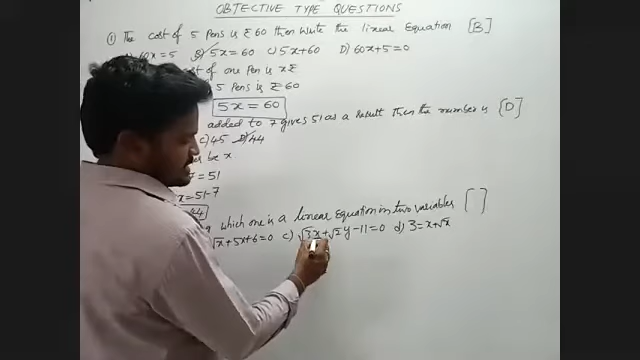 OBTECTIVE TYPE QUESTIONS
① The cost of 5 Pens is ₹ 60 then write the linear Equation [B]
60x=5 B) 5x=60 C) 5x+60 D) 60x+5=0
cost of one Pen is x ₹
5 Pens is ₹ 60
5x = 60
added to 7 gives 51 as a result then the number is [D]
C) 45 D) 44
be x
7=51
x=51-7
44
which one is a linear Equation in two variables [ ]
√x+5x+6=0 c) √3x+√2y-11=0 d) 3=x+√x